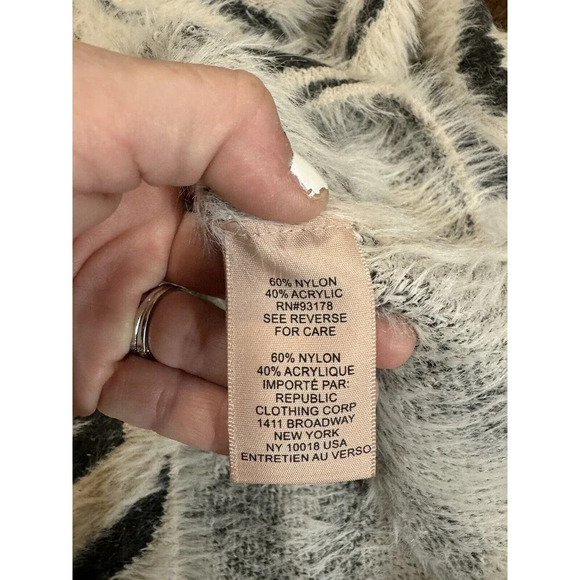 60% NYLON
40% ACRYLIC
RN#93178
SEE REVERSE
FOR CARE
60% NYLON
40% ACRYLIQUE
IMPORTÉ PAR:
REPUBLIC
CLOTHING CORP
1411 BROADWAY
NEW YORK
NY 10018 USA
ENTRETIEN AU VERSO